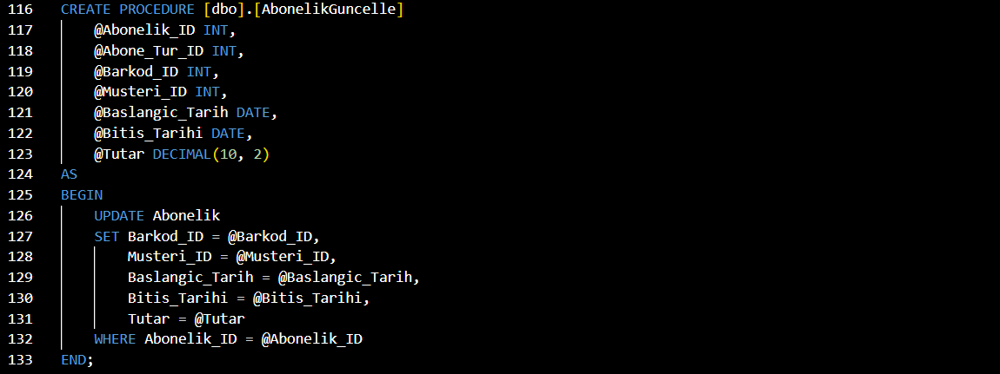 116 CREATE PROCEDURE [dbo].[AbonelikGuncelle]
117     @Abonelik_ID INT,
118     @Abone_Tur_ID INT,
119     @Barkod_ID INT,
120     @Musteri_ID INT,
121     @Baslangic_Tarih DATE,
122     @Bitis_Tarihi DATE,
123     @Tutar DECIMAL(10, 2)
124 AS
125 BEGIN
126     UPDATE Abonelik
127     SET Barkod_ID = @Barkod_ID,
128         Musteri_ID = @Musteri_ID,
129         Baslangic_Tarih = @Baslangic_Tarih,
130         Bitis_Tarihi = @Bitis_Tarihi,
131         Tutar = @Tutar
132     WHERE Abonelik_ID = @Abonelik_ID
133 END;